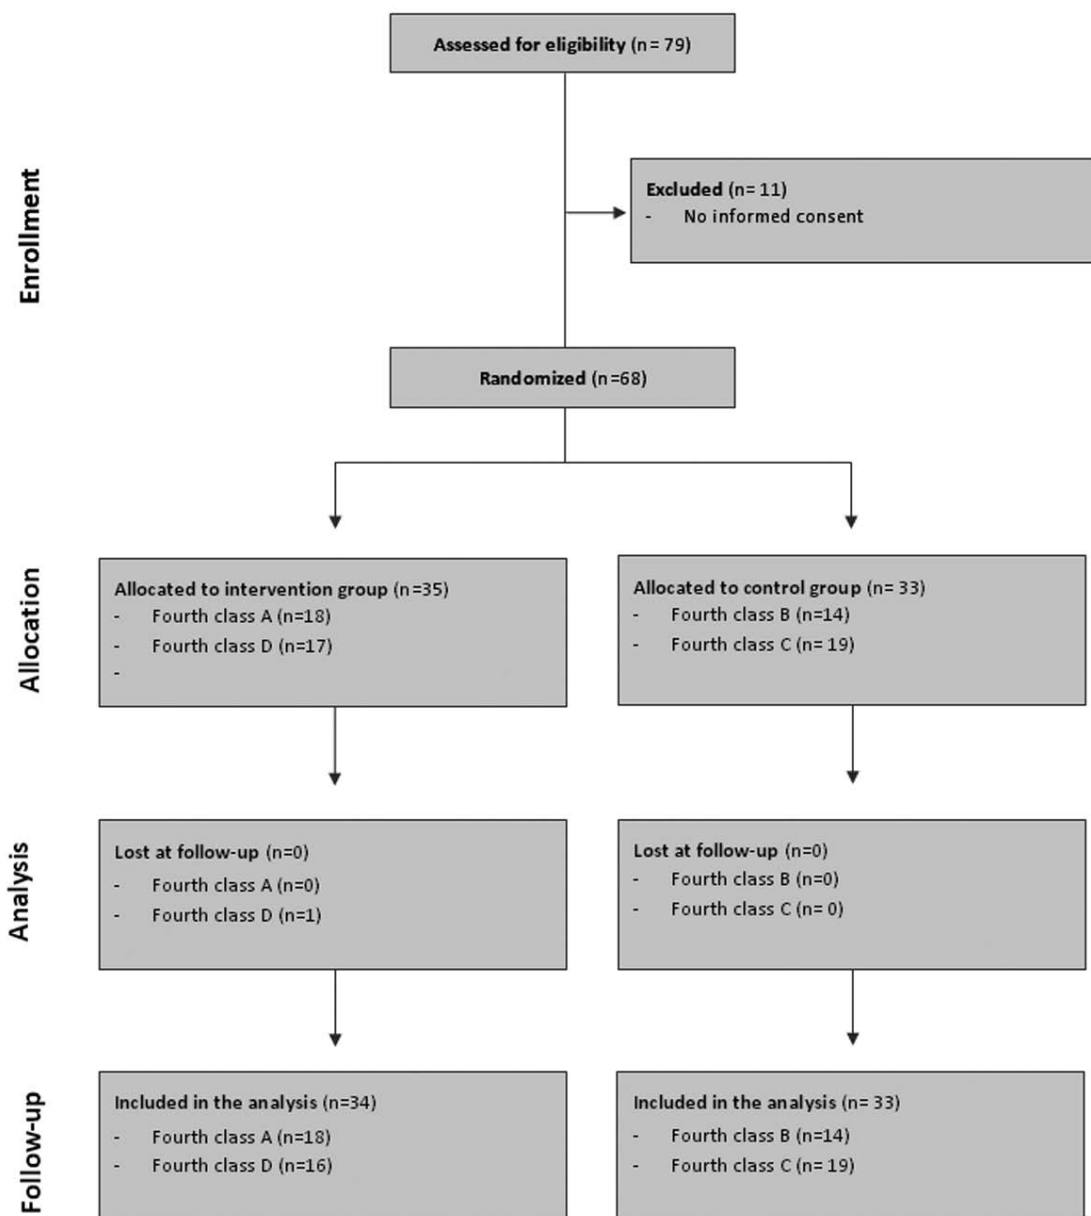 Assessed for eligibility (n= 79)
Enrollment
Excluded (n= 11)
- No informed consent
Randomized (n=68)
Allocation
Allocated to intervention group (n=35)
- Fourth class A (n=18)
- Fourth class D (n=17)
-
Allocated to control group (n= 33)
- Fourth class B (n=14)
- Fourth class C (n= 19)
Analysis
Lost at follow-up (n=0)
- Fourth class A (n=0)
- Fourth class D (n=1)
Lost at follow-up (n=0)
- Fourth class B (n=0)
- Fourth class C (n= 0)
Follow-up
Included in the analysis (n=34)
- Fourth class A (n=18)
- Fourth class D (n=16)
Included in the analysis (n= 33)
- Fourth class B (n=14)
- Fourth class C (n= 19)